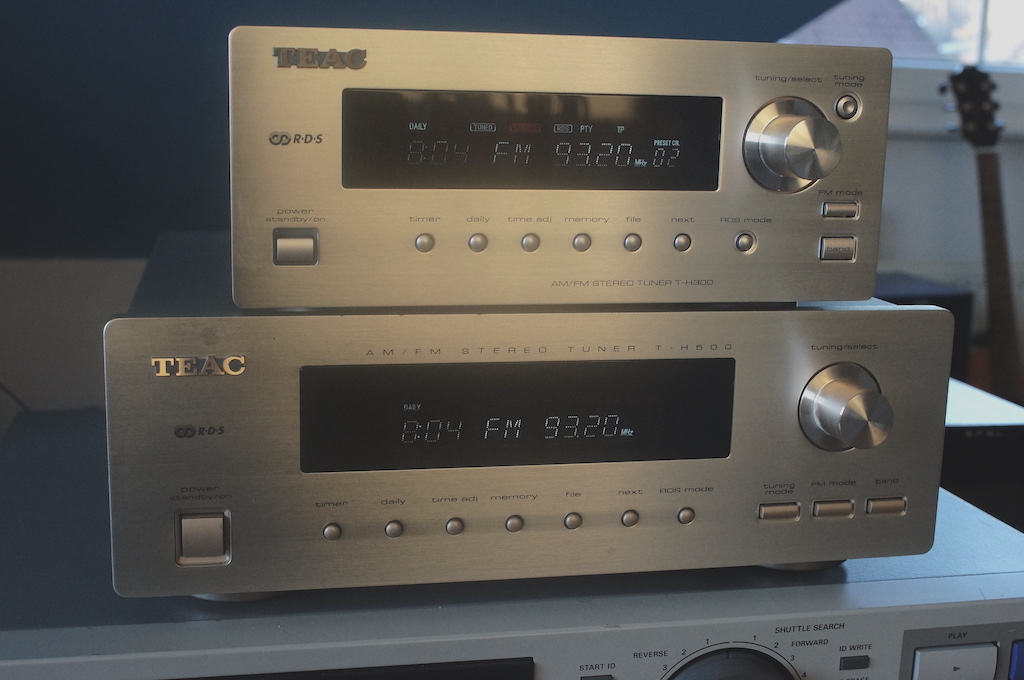 TEAC
tuning/select
tuning mode
R·D·S
DAILY TUNED RDS PTY TP PRESET CH.
8:04 FM 93.20 MHz 02
FM mode
power
standby/on
timer daily time adj memory file next RDS mode
band
AM/FM STEREO TUNER T-H300
TEAC
AM/FM STEREO TUNER T-H500
tuning/select
R·D·S
DAILY
8:04 FM 93.20 MHz
power
standby/on
timer daily time adj memory file next RDS mode
tuning mode FM mode band
START ID
REVERSE 3 2 1 1 2 3 4
SHUTTLE SEARCH
FORWARD
ID WRITE
PLAY